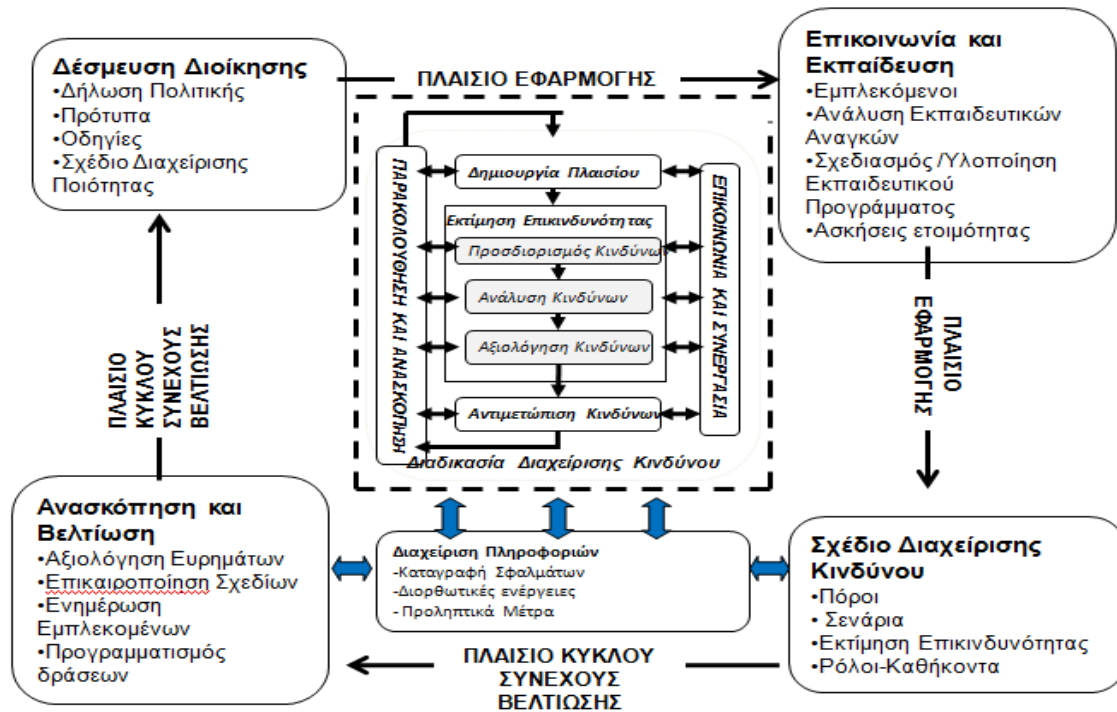 Δέσμευση Διοίκησης
•Δήλωση Πολιτικής
•Πρότυπα
•Οδηγίες
•Σχέδιο Διαχείρισης
Ποιότητας
ΠΛΑΙΣΙΟ ΕΦΑΡΜΟΓΗΣ
Επικοινωνία και
Εκπαίδευση
•Εμπλεκόμενοι
•Ανάλυση Εκπαιδευτικών
Αναγκών
•Σχεδιασμός /Υλοποίηση
Εκπαιδευτικού
Προγράμματος
•Ασκήσεις ετοιμότητας
ΠΑΡΑΚΟΛΟΥΘΗΣΗ ΚΑΙ ΑΝΑΣΚΟΠΗΣΗ
Δημιουργία Πλαισίου
Εκτίμηση Επικινδυνότητας
Προσδιορισμός Κινδύνων
Ανάλυση Κινδύνων
Αξιολόγηση Κινδύνων
Αντιμετώπιση Κινδύνων
ΕΠΙΚΟΙΝΩΝΙΑ ΚΑΙ ΣΥΝΕΡΓΑΣΙΑ
Διαδικασία Διαχείρισης Κινδύνου
ΠΛΑΙΣΙΟ
ΕΦΑΡΜΟΓΗΣ
ΠΛΑΙΣΙΟ
ΚΥΚΛΟΥ
ΣΥΝΕΧΟΥΣ
ΒΕΛΤΙΩΣΗΣ
Ανασκόπηση και
Βελτίωση
•Αξιολόγηση Ευρημάτων
•Επικαιροποίηση Σχεδίων
•Ενημέρωση
Εμπλεκομένων
•Προγραμματισμός
δράσεων
Διαχείριση Πληροφοριών
-Καταγραφή Σφαλμάτων
-Διορθωτικές ενέργειες
- Προληπτικά Μέτρα
Σχέδιο Διαχείρισης
Κινδύνου
•Πόροι
• Σενάρια
•Εκτίμηση Επικινδυνότητας
•Ρόλοι-Καθήκοντα
ΠΛΑΙΣΙΟ ΚΥΚΛΟΥ
ΣΥΝΕΧΟΥΣ
ΒΕΛΤΙΩΣΗΣ